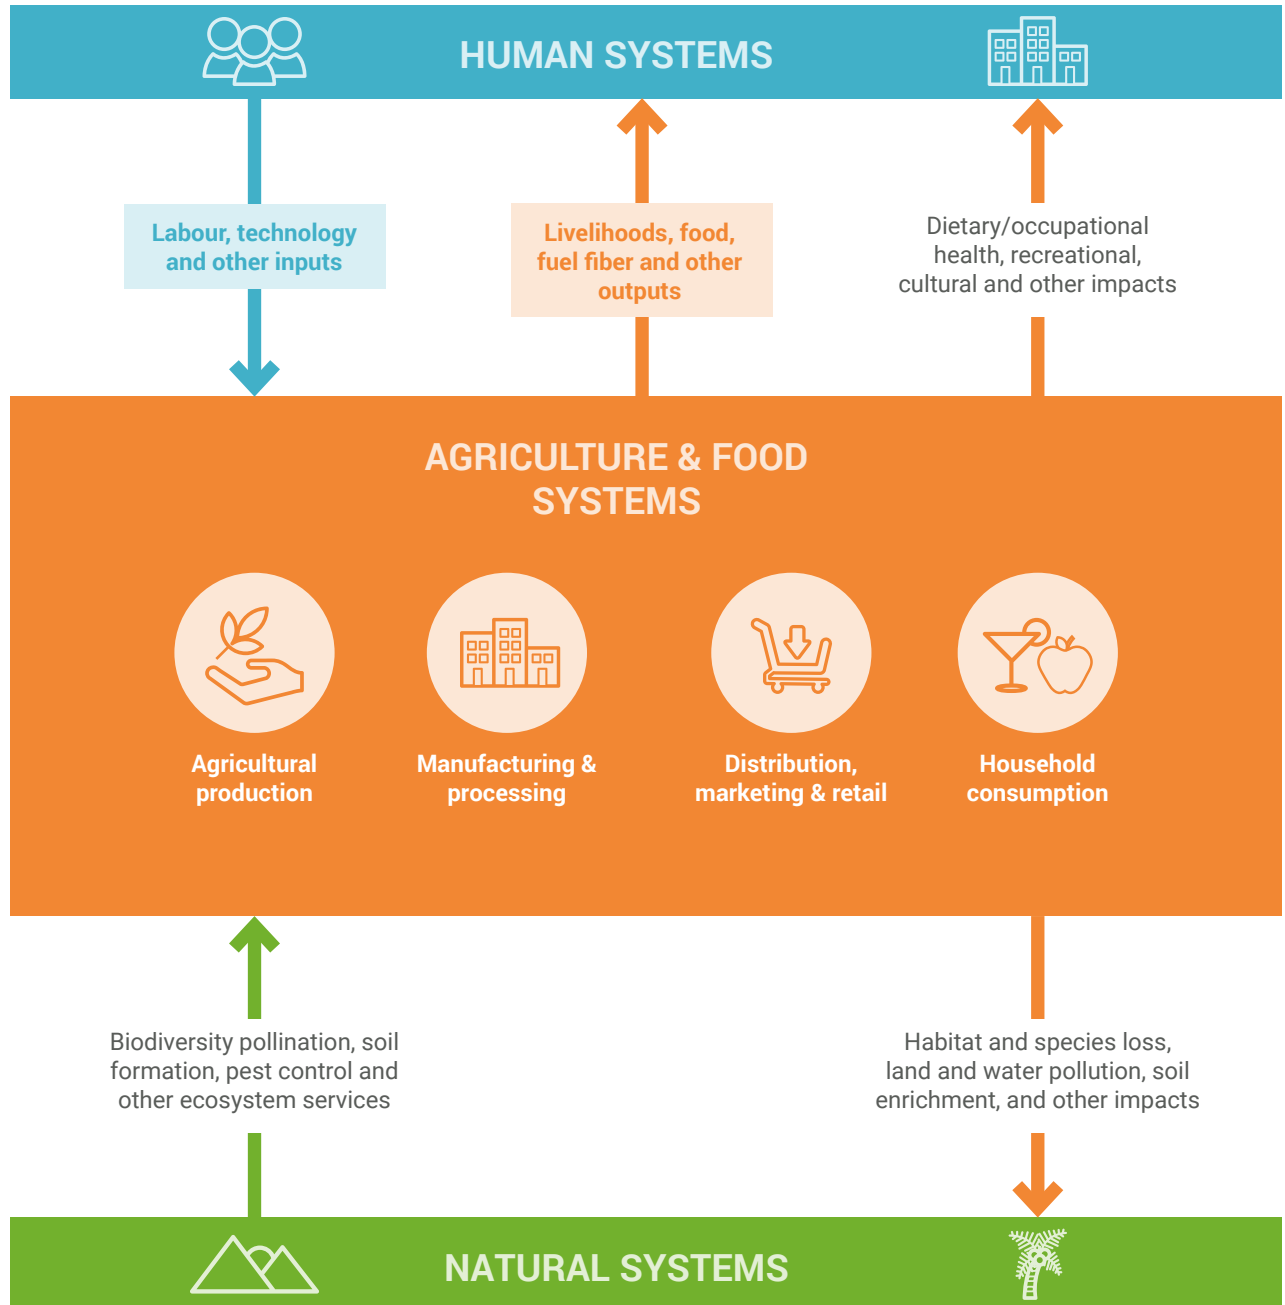 HUMAN SYSTEMS
Labour, technology
and other inputs
Livelihoods, food,
fuel fiber and other
outputs
Dietary/occupational
health, recreational,
cultural and other impacts
AGRICULTURE & FOOD
SYSTEMS
Agricultural
production
Manufacturing &
processing
Distribution,
marketing & retail
Household
consumption
Biodiversity pollination, soil
formation, pest control and
other ecosystem services
Habitat and species loss,
land and water pollution, soil
enrichment, and other impacts
NATURAL SYSTEMS